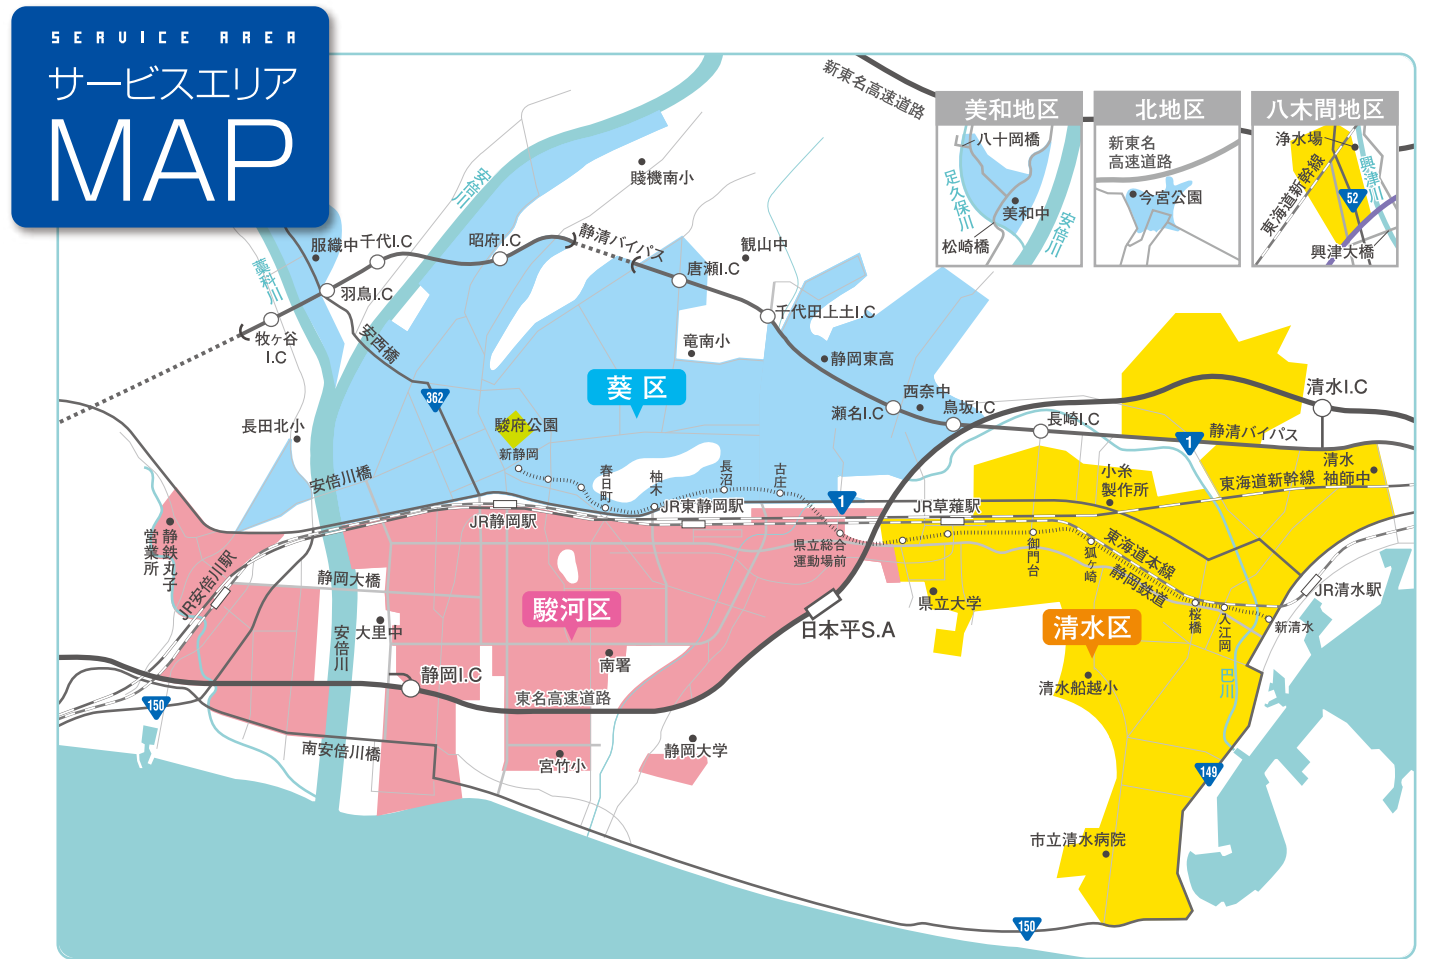 SERVICE AREA
サービスエリア
MAP
新東名高速道路
美和地区
八十岡橋
足久保川
美和中
安倍川
松崎橋
北地区
新東名
高速道路
今宮公園
八木間地区
浄水場
興津川
東海道新幹線
52
興津大橋
安倍川
賤機南小
服織中
千代I.C
昭府I.C
静清バイパス
観山中
唐瀬I.C
藁科川
羽鳥I.C
千代田上土I.C
牧ヶ谷
I.C
安西橋
竜南小
静岡東高
葵区
362
西奈中
瀬名I.C
鳥坂I.C
清水I.C
長崎I.C
1
静清バイパス
長田北小
駿府公園
新静岡
安倍川橋
春日町
柚木
長沼
古庄
小糸
製作所
東海道新幹線
清水
袖師中
1
JR静岡駅
JR東静岡駅
JR草薙駅
静鉄丸子
営業所
JR安倍川駅
県立総合
運動場前
御門台
狐ヶ崎
東海道本線
静岡鉄道
静岡大橋
駿河区
県立大学
清水区
桜橋
入江岡
新清水
JR清水駅
安倍川
大里中
日本平S.A
南署
静岡I.C
東名高速道路
清水船越小
巴川
150
南安倍川橋
宮竹小
静岡大学
149
市立清水病院
150